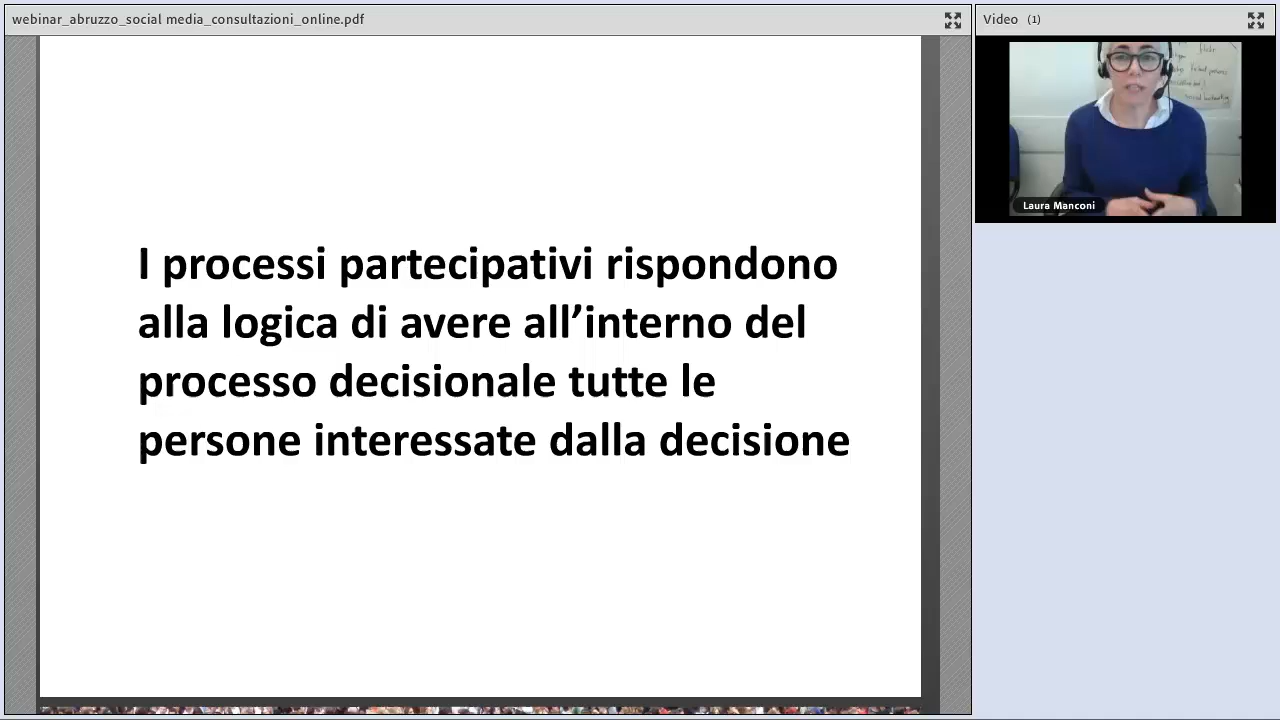 webinar_abruzzo_social media_consultazioni_online.pdf
Video (1)
Laura Manconi
I processi partecipativi rispondono
alla logica di avere all’interno del
processo decisionale tutte le
persone interessate dalla decisione